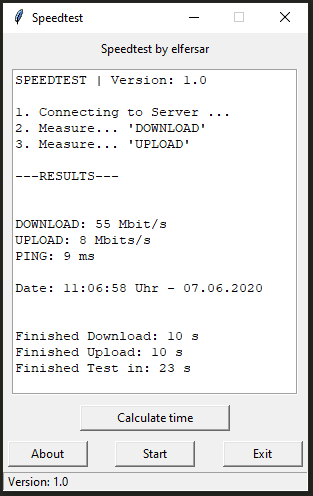 Speedtest
Speedtest by elfersar
SPEEDTEST | Version: 1.0
1. Connecting to Server ...
2. Measure... 'DOWNLOAD'
3. Measure... 'UPLOAD'
---RESULTS---
DOWNLOAD: 55 Mbit/s
UPLOAD: 8 Mbits/s
PING: 9 ms
Date: 11:06:58 Uhr - 07.06.2020
Finished Download: 10 s
Finished Upload: 10 s
Finished Test in: 23 s
Calculate time
About
Start
Exit
Version: 1.0